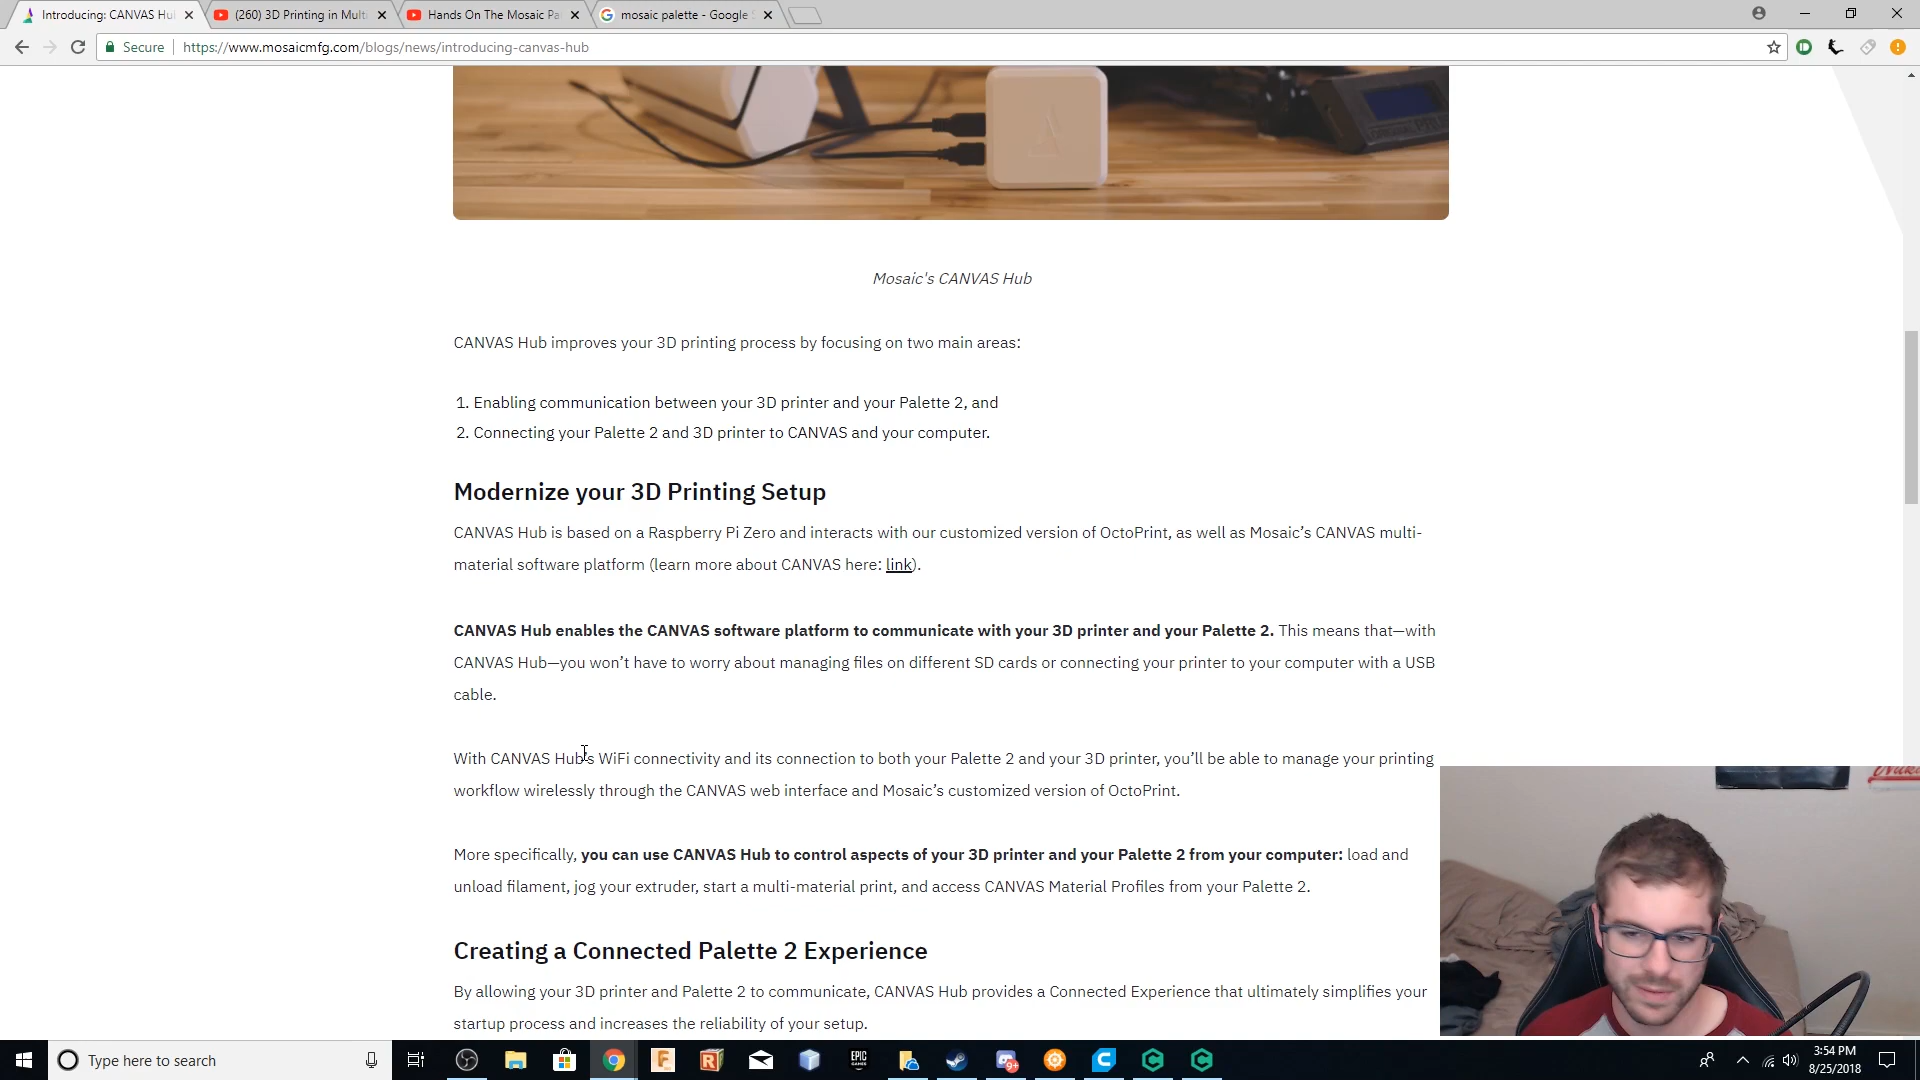 Introducing: CANVAS Hu
(260) 3D Printing in Mult
Hands On The Mosaic Pa
mosaic palette - Google S
Secure
https://www.mosaicmfg.com/blogs/news/introducing-canvas-hub
Mosaic's CANVAS Hub
CANVAS Hub improves your 3D printing process by focusing on two main areas:
1. Enabling communication between your 3D printer and your Palette 2, and
2. Connecting your Palette 2 and 3D printer to CANVAS and your computer.
Modernize your 3D Printing Setup
CANVAS Hub is based on a Raspberry Pi Zero and interacts with our customized version of OctoPrint, as well as Mosaic’s CANVAS multi-
material software platform (learn more about CANVAS here: link).
CANVAS Hub enables the CANVAS software platform to communicate with your 3D printer and your Palette 2. This means that—with
CANVAS Hub—you won’t have to worry about managing files on different SD cards or connecting your printer to your computer with a USB
cable.
With CANVAS Hub’s WiFi connectivity and its connection to both your Palette 2 and your 3D printer, you’ll be able to manage your printing
workflow wirelessly through the CANVAS web interface and Mosaic’s customized version of OctoPrint.
More specifically, you can use CANVAS Hub to control aspects of your 3D printer and your Palette 2 from your computer: load and
unload filament, jog your extruder, start a multi-material print, and access CANVAS Material Profiles from your Palette 2.
Creating a Connected Palette 2 Experience
By allowing your 3D printer and Palette 2 to communicate, CANVAS Hub provides a Connected Experience that ultimately simplifies your
startup process and increases the reliability of your setup.
Type here to search
EPIC
GAMES
9+
3:54 PM
8/25/2018